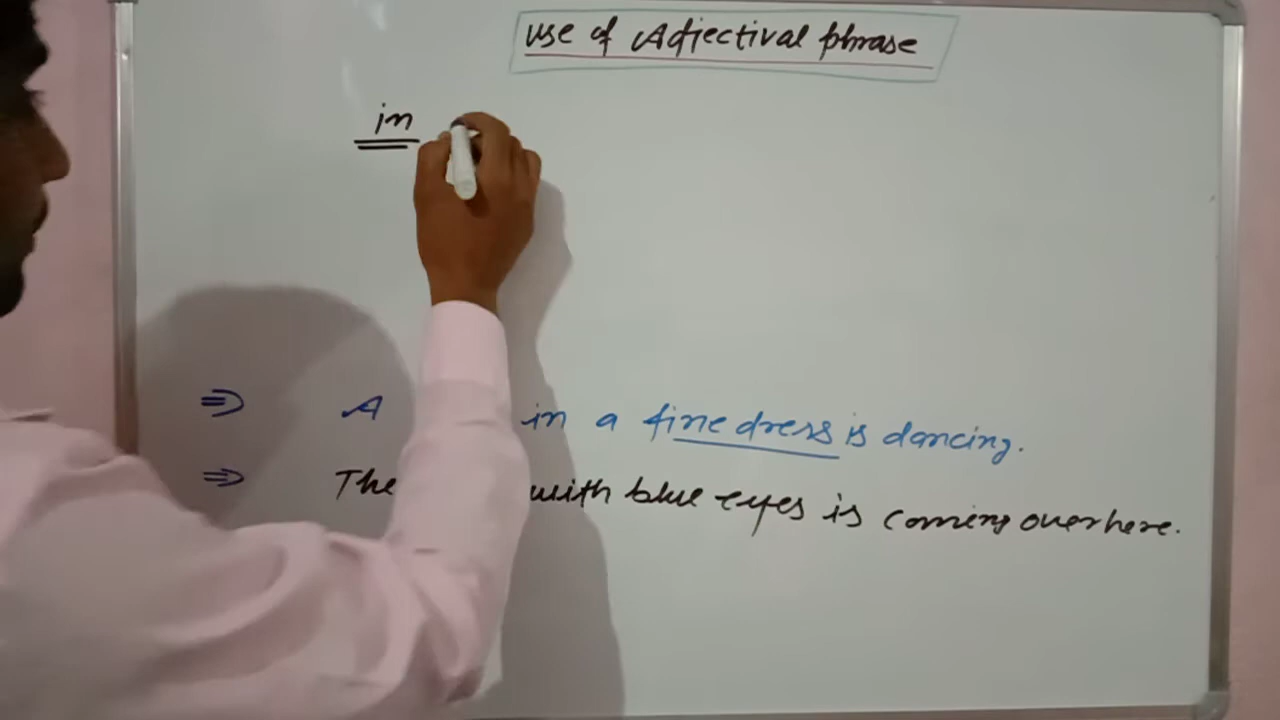 use of Adjectival phrase
in
⇒ A in a fine dress is dancing.
⇒ The with blue eyes is coming over here.